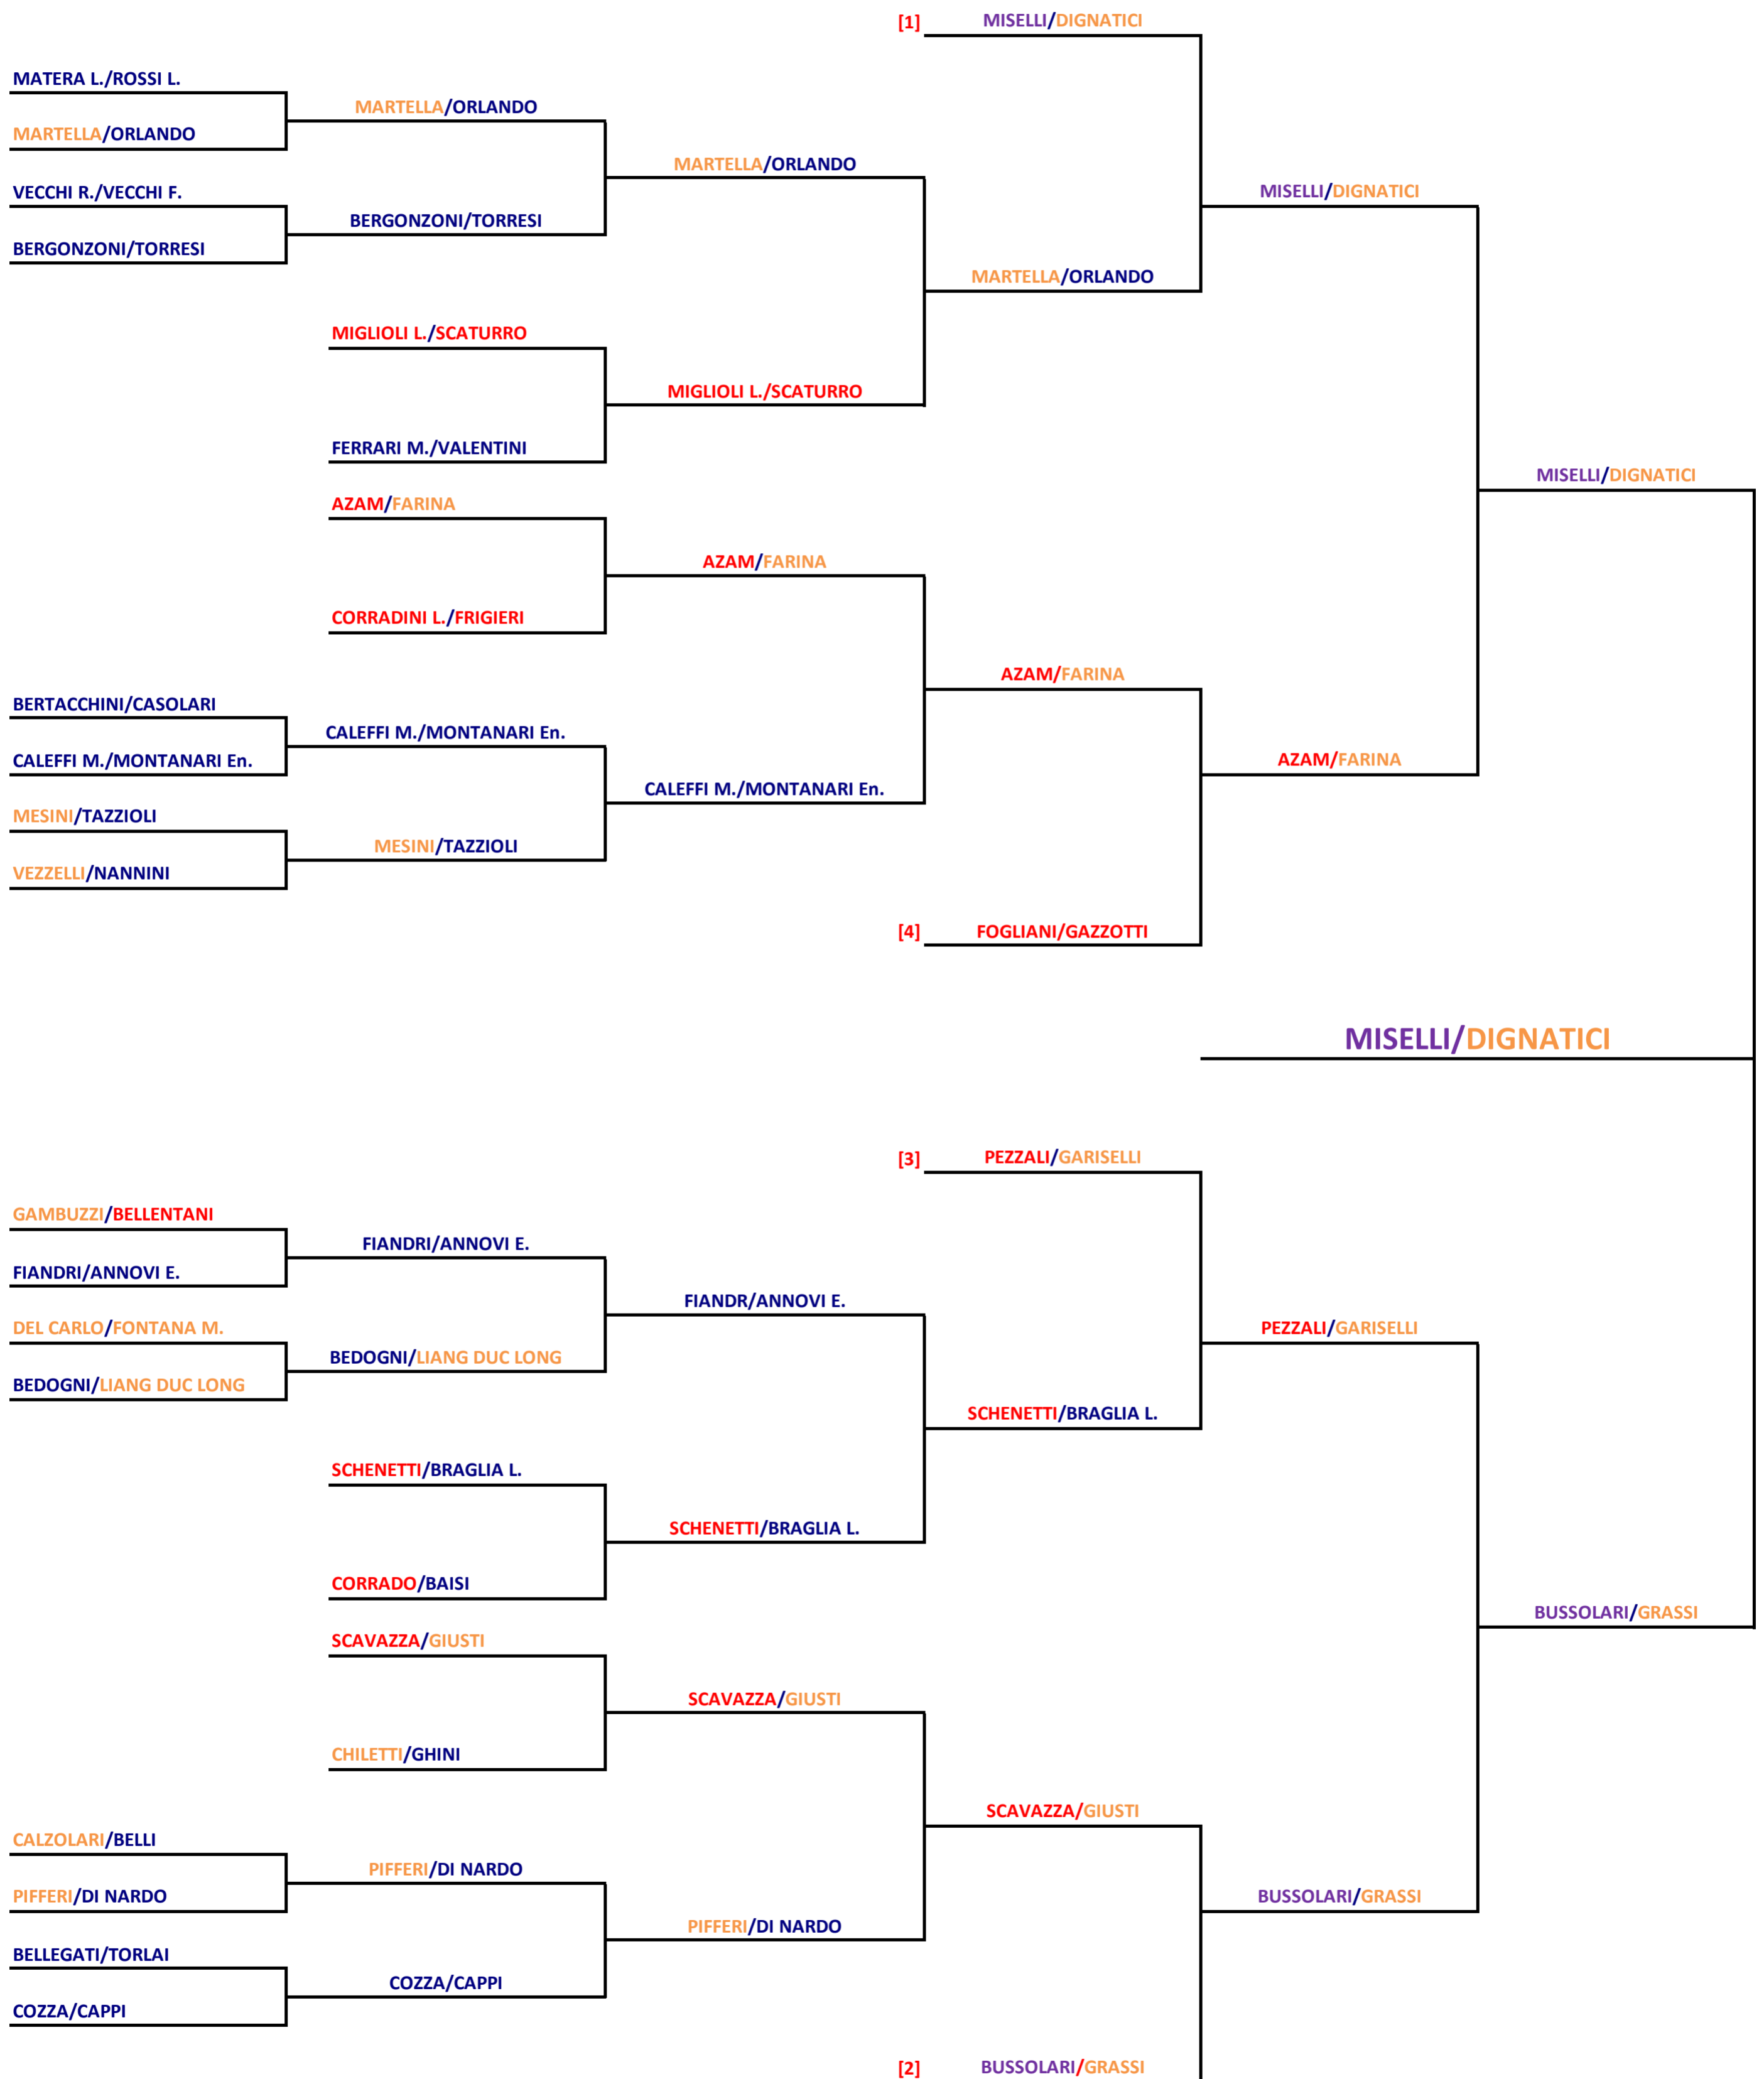 [1] MISELLI/DIGNATICI
MATERA L./ROSSI L.
MARTELLA/ORLANDO
MARTELLA/ORLANDO
MARTELLA/ORLANDO
VECCHI R./VECCHI F.
MISELLI/DIGNATICI
BERGONZONI/TORRESI
BERGONZONI/TORRESI
MARTELLA/ORLANDO
MIGLIOLI L./SCATURRO
MIGLIOLI L./SCATURRO
FERRARI M./VALENTINI
MISELLI/DIGNATICI
AZAM/FARINA
AZAM/FARINA
CORRADINI L./FRIGIERI
AZAM/FARINA
BERTACCHINI/CASOLARI
CALEFFI M./MONTANARI En.
CALEFFI M./MONTANARI En.
AZAM/FARINA
CALEFFI M./MONTANARI En.
MESINI/TAZZIOLI
MESINI/TAZZIOLI
VEZZELLI/NANNINI
[4] FOGLIANI/GAZZOTTI
MISELLI/DIGNATICI
[3] PEZZALI/GARISELLI
GAMBUZZI/BELLENTANI
FIANDRI/ANNOVI E.
FIANDRI/ANNOVI E.
FIANDR/ANNOVI E.
DEL CARLO/FONTANA M.
PEZZALI/GARISELLI
BEDOGNI/LIANG DUC LONG
BEDOGNI/LIANG DUC LONG
SCHENETTI/BRAGLIA L.
SCHENETTI/BRAGLIA L.
SCHENETTI/BRAGLIA L.
CORRADO/BAISI
BUSSOLARI/GRASSI
SCAVAZZA/GIUSTI
SCAVAZZA/GIUSTI
CHILETTI/GHINI
SCAVAZZA/GIUSTI
CALZOLARI/BELLI
PIFFERI/DI NARDO
PIFFERI/DI NARDO
BUSSOLARI/GRASSI
PIFFERI/DI NARDO
BELLEGATI/TORLAI
COZZA/CAPPI
COZZA/CAPPI
[2] BUSSOLARI/GRASSI